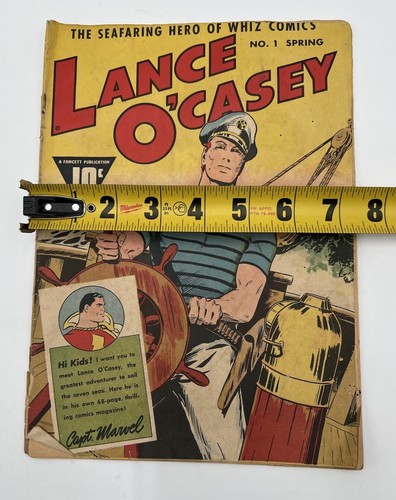 THE SEAFARING HERO OF WHIZ COMICS
NO. 1 SPRING
LANCE
O'CASEY
A FAWCETT PUBLICATION
10¢
2 3 4 5 6 7 8
Milwaukee
Hi Kids! I want you to
meet Lance O'Casey, the
greatest adventurer to sail
the seven seas. Here he is
in his own 68-page, thrill-
ing comics magazine!
Capt. Marvel